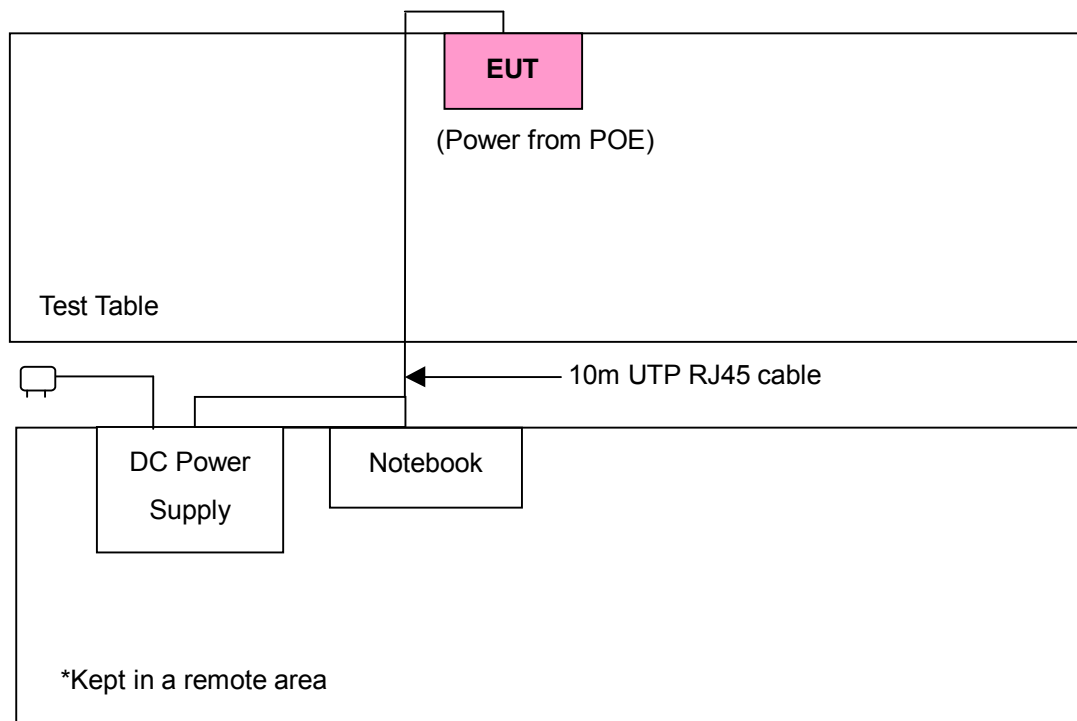 EUT
(Power from POE)
Test Table
10m UTP RJ45 cable
DC Power
Supply
Notebook
*Kept in a remote area